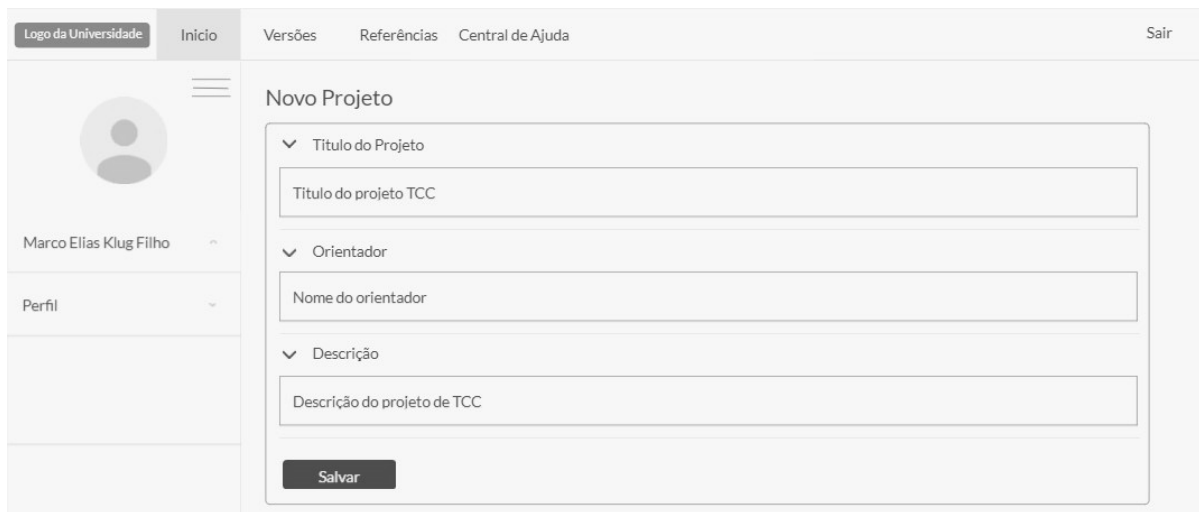 Logo da Universidade Inicio Versões Referências Central de Ajuda Sair
Novo Projeto
Titulo do Projeto
Titulo do projeto TCC
Marco Elias Klug Filho
Orientador
Perfil
Nome do orientador
Descrição
Descrição do projeto de TCC
Salvar